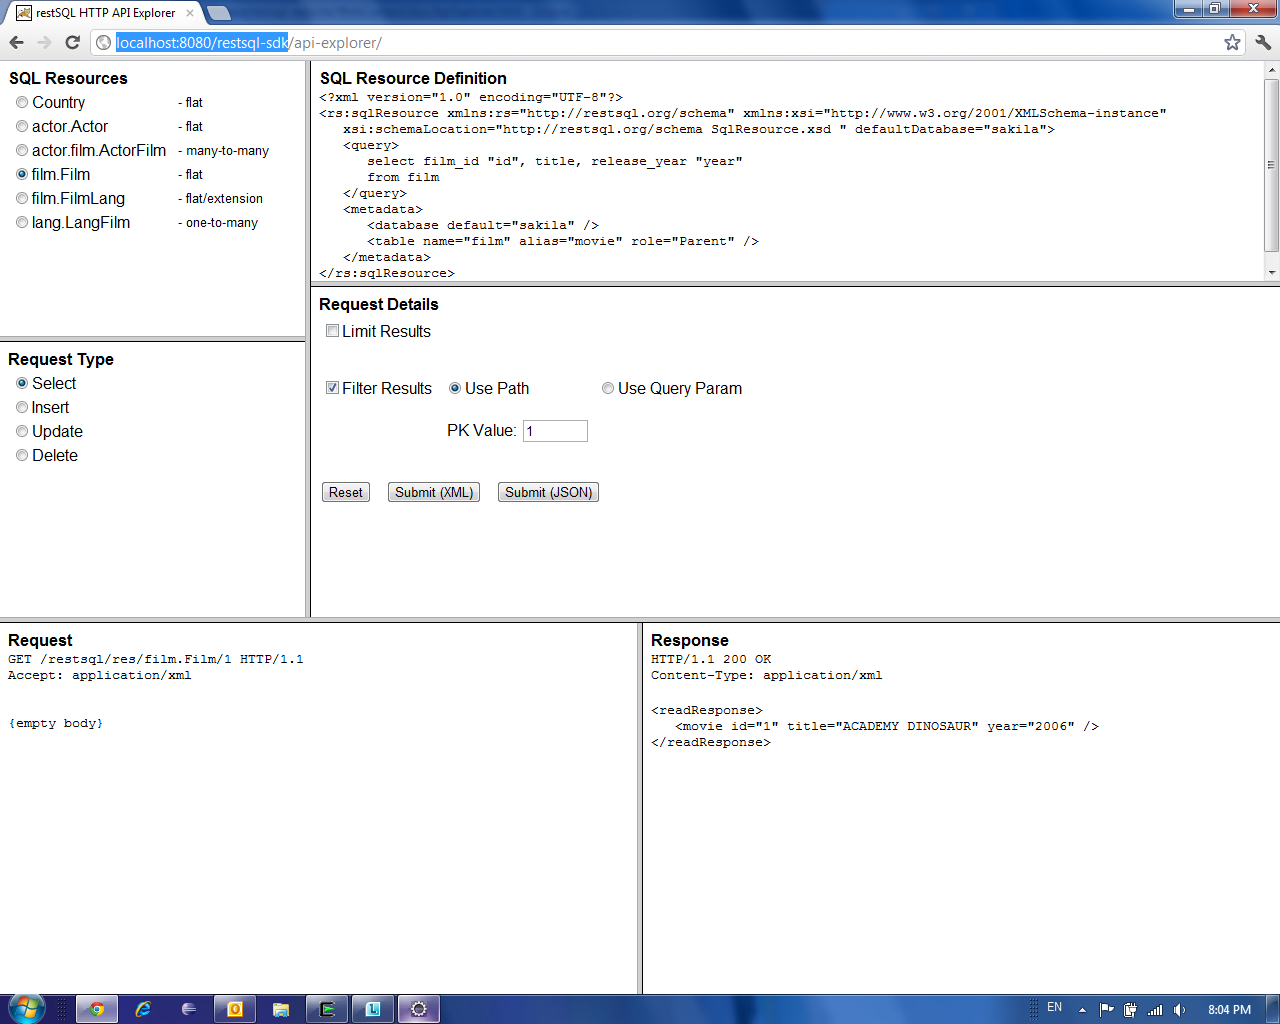 restSQL HTTP API Explorer
localhost:8080/restsql-sdk/api-explorer/
SQL Resources
Country - flat
actor.Actor - flat
actor.film.ActorFilm - many-to-many
film.Film - flat
film.FilmLang - flat/extension
lang.LangFilm - one-to-many
SQL Resource Definition
<?xml version="1.0" encoding="UTF-8"?>
<rs:sqlResource xmlns:rs="http://restsql.org/schema" xmlns:xsi="http://www.w3.org/2001/XMLSchema-instance"
xsi:schemaLocation="http://restsql.org/schema SqlResource.xsd " defaultDatabase="sakila">
<query>
select film_id "id", title, release_year "year"
from film
</query>
<metadata>
<database default="sakila" />
<table name="film" alias="movie" role="Parent" />
</metadata>
</rs:sqlResource>
Request Type
Select
Insert
Update
Delete
Request Details
Limit Results
Filter Results Use Path Use Query Param
PK Value: 1
Reset Submit (XML) Submit (JSON)
Request
GET /restsql/res/film.Film/1 HTTP/1.1
Accept: application/xml
{empty body}
Response
HTTP/1.1 200 OK
Content-Type: application/xml
<readResponse>
<movie id="1" title="ACADEMY DINOSAUR" year="2006" />
</readResponse>
EN 8:04 PM